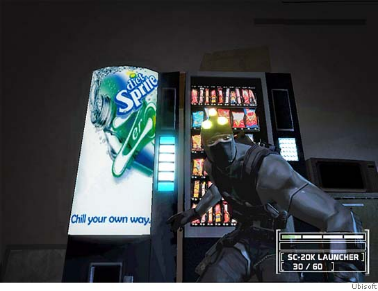 diet
Sprite
Chill your own way.
SC-20K LAUNCHER
30 / 60
Ubisoft